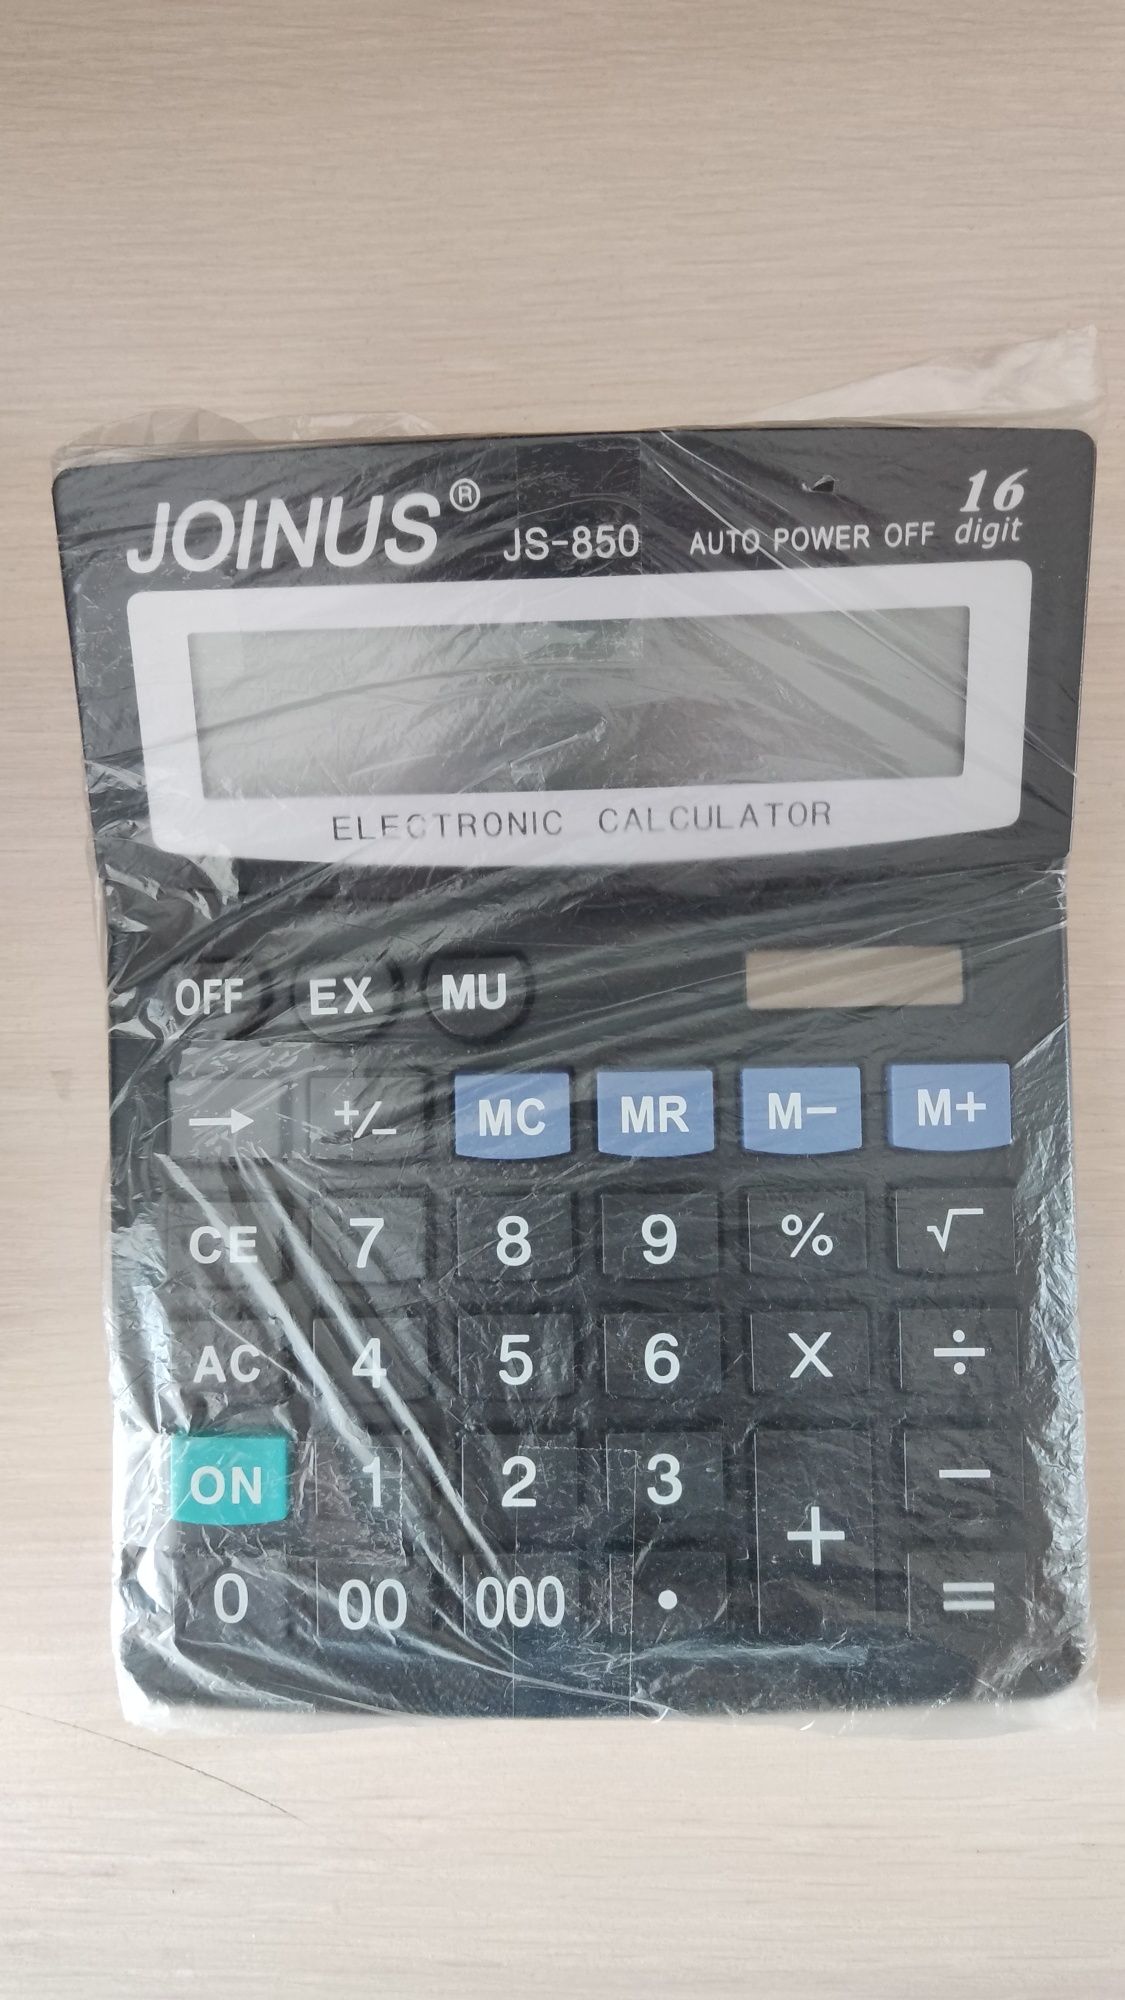 JOINUS® JS-850 AUTO POWER OFF 16 digit
ELECTRONIC CALCULATOR
OFF EX MU
→ +/− MC MR M− M+
CE 7 8 9 % √
AC 4 5 6 X ÷
ON 1 2 3 + −
0 00 000 . =